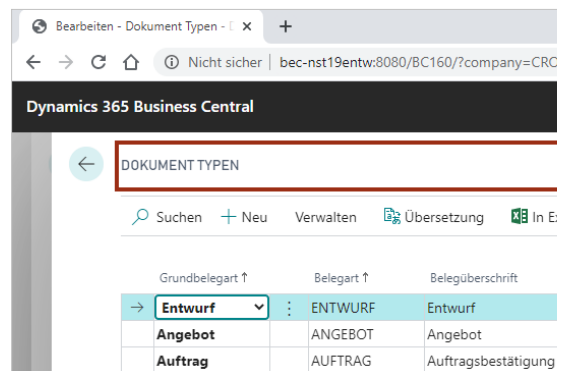 Bearbeiten - Dokument Typen - D
Nicht sicher | bec-nst19entw:8080/BC160/?company=CRO
Dynamics 365 Business Central
DOKUMENT TYPEN
Suchen + Neu Verwalten Übersetzung In E
Grundbelegart ↑ Belegart ↑ Belegüberschrift
→ Entwurf ENTWURF Entwurf
Angebot ANGEBOT Angebot
Auftrag AUFTRAG Auftragsbestätigung